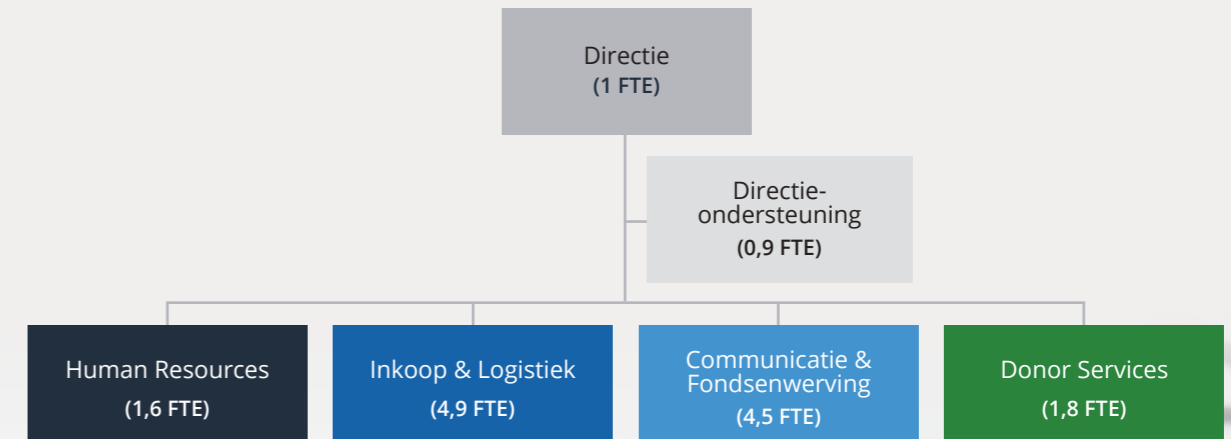 Directie
(1 FTE)
Directie-
ondersteuning
(0,9 FTE)
Human Resources
(1,6 FTE)
Inkoop & Logistiek
(4,9 FTE)
Communicatie &
Fondsenwerving
(4,5 FTE)
Donor Services
(1,8 FTE)